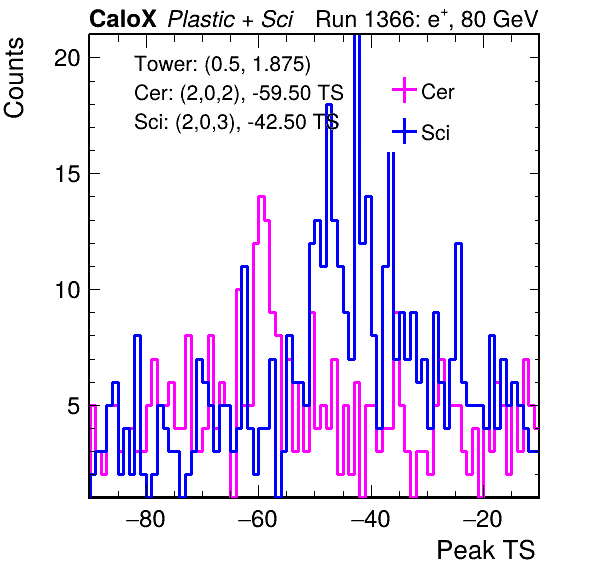 CaloX Plastic + Sci Run 1366: e⁺, 80 GeV
Tower: (0.5, 1.875)
Cer: (2,0,2), -59.50 TS
Sci: (2,0,3), -42.50 TS
Cer
Sci
Counts
20
15
10
5
−80 −60 −40 −20
Peak TS